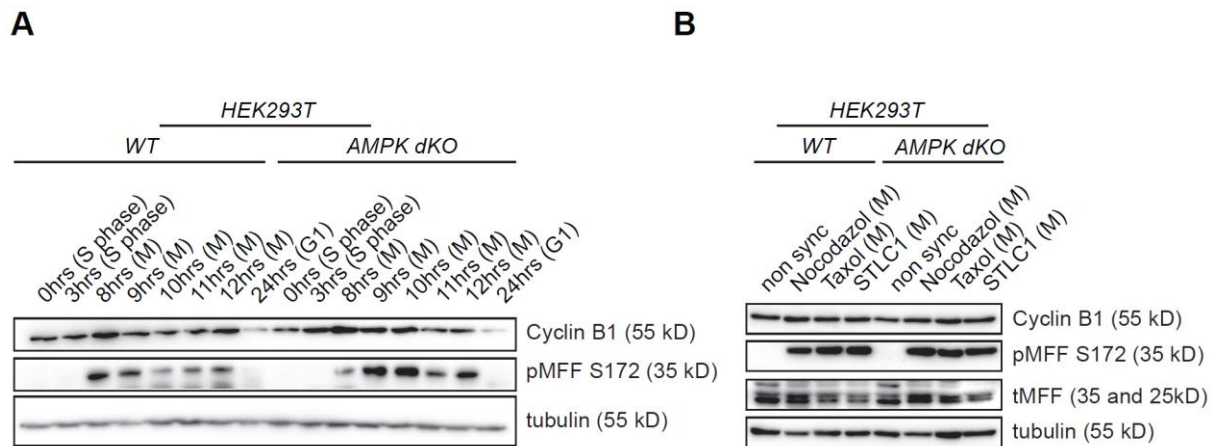 A
HEK293T
WT AMPK dKO
0hrs (S phase)
3hrs (S phase)
8hrs (M)
9hrs (M)
10hrs (M)
11hrs (M)
12hrs (M)
24hrs (G1)
0hrs (S phase)
3hrs (S phase)
8hrs (M)
9hrs (M)
10hrs (M)
11hrs (M)
12hrs (M)
24hrs (G1)
Cyclin B1 (55 kD)
pMFF S172 (35 kD)
tubulin (55 kD)
B
HEK293T
WT AMPK dKO
non sync
Nocodazol (M)
Taxol (M)
STLC1 (M)
non sync
Nocodazol (M)
Taxol (M)
STLC1 (M)
Cyclin B1 (55 kD)
pMFF S172 (35 kD)
tMFF (35 and 25kD)
tubulin (55 kD)